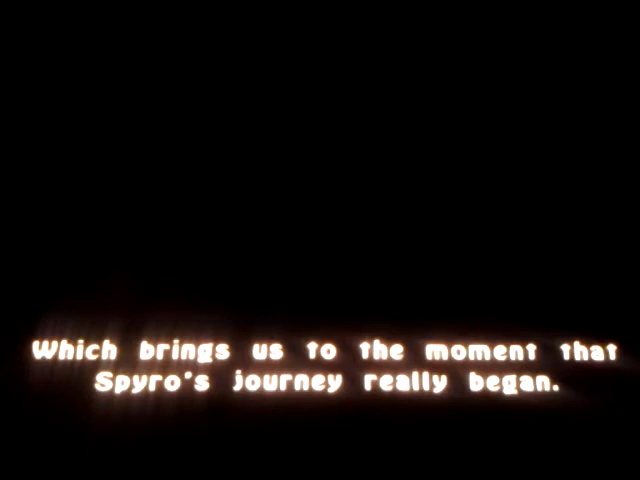 Which brings us to the moment that
Spyro's journey really began.